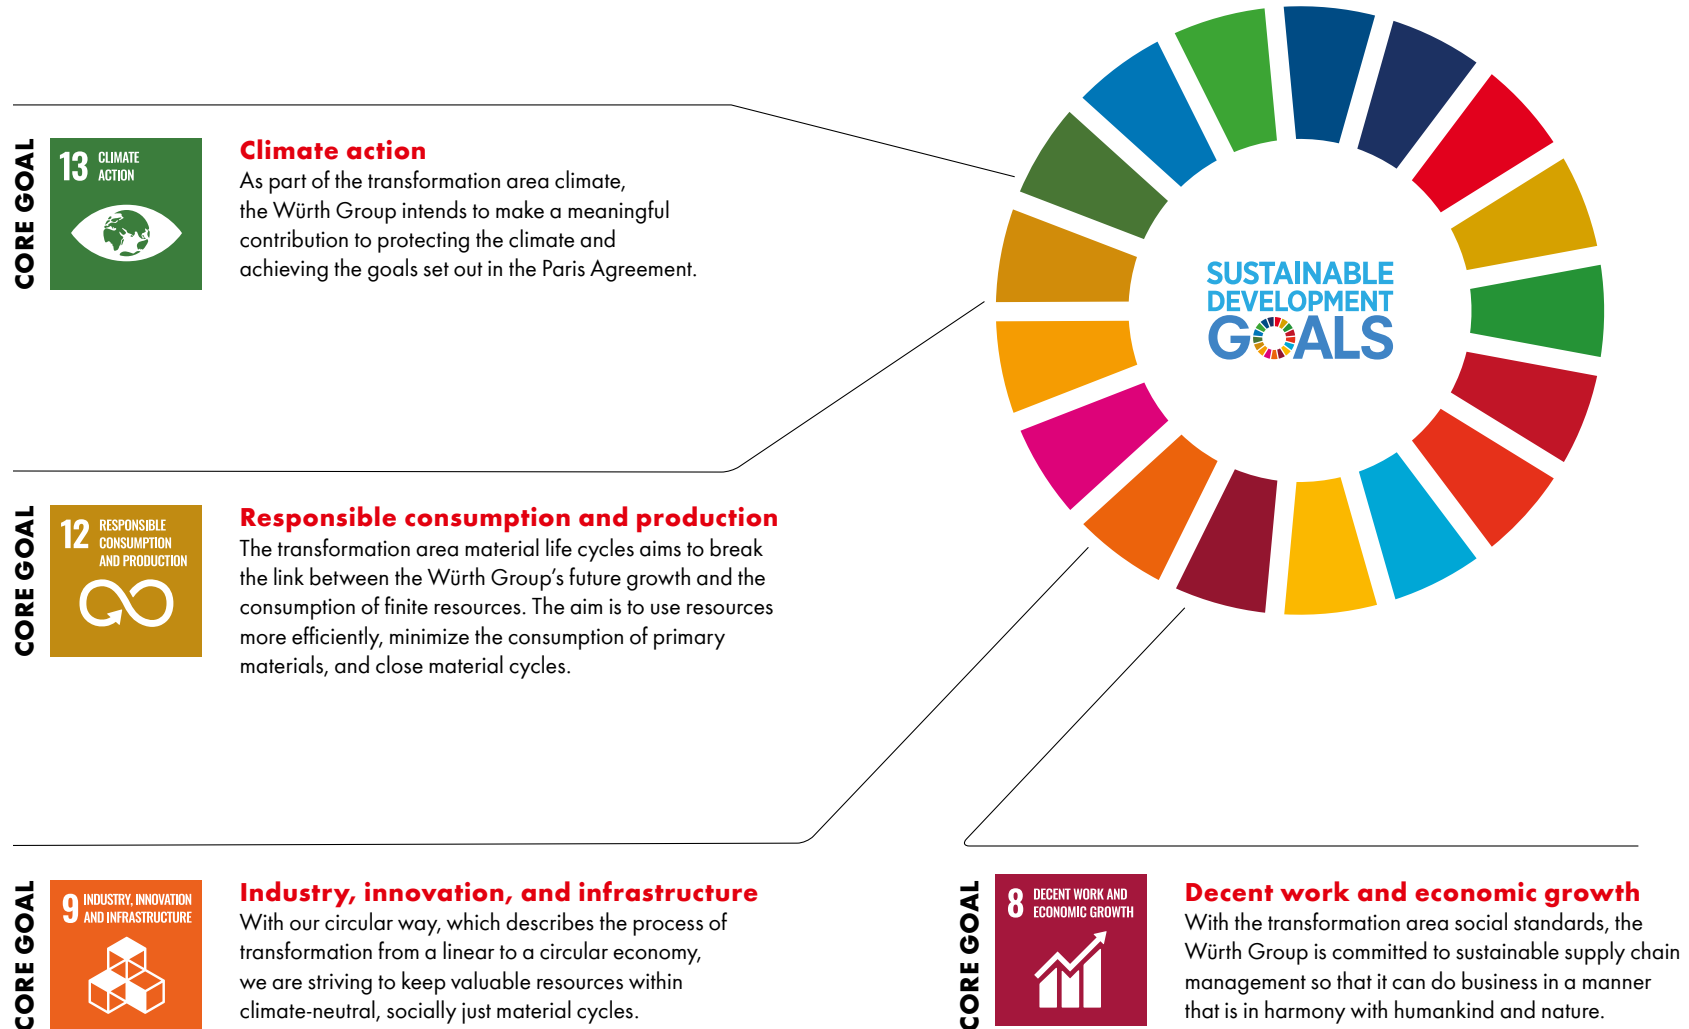 SUSTAINABLE
DEVELOPMENT
GOALS
CORE GOAL
13 CLIMATE
ACTION
Climate action
As part of the transformation area climate,
the Würth Group intends to make a meaningful
contribution to protecting the climate and
achieving the goals set out in the Paris Agreement.
CORE GOAL
12 RESPONSIBLE
CONSUMPTION
AND PRODUCTION
Responsible consumption and production
The transformation area material life cycles aims to break
the link between the Würth Group’s future growth and the
consumption of finite resources. The aim is to use resources
more efficiently, minimize the consumption of primary
materials, and close material cycles.
CORE GOAL
9 INDUSTRY, INNOVATION
AND INFRASTRUCTURE
Industry, innovation, and infrastructure
With our circular way, which describes the process of
transformation from a linear to a circular economy,
we are striving to keep valuable resources within
climate-neutral, socially just material cycles.
CORE GOAL
8 DECENT WORK AND
ECONOMIC GROWTH
Decent work and economic growth
With the transformation area social standards, the
Würth Group is committed to sustainable supply chain
management so that it can do business in a manner
that is in harmony with humankind and nature.